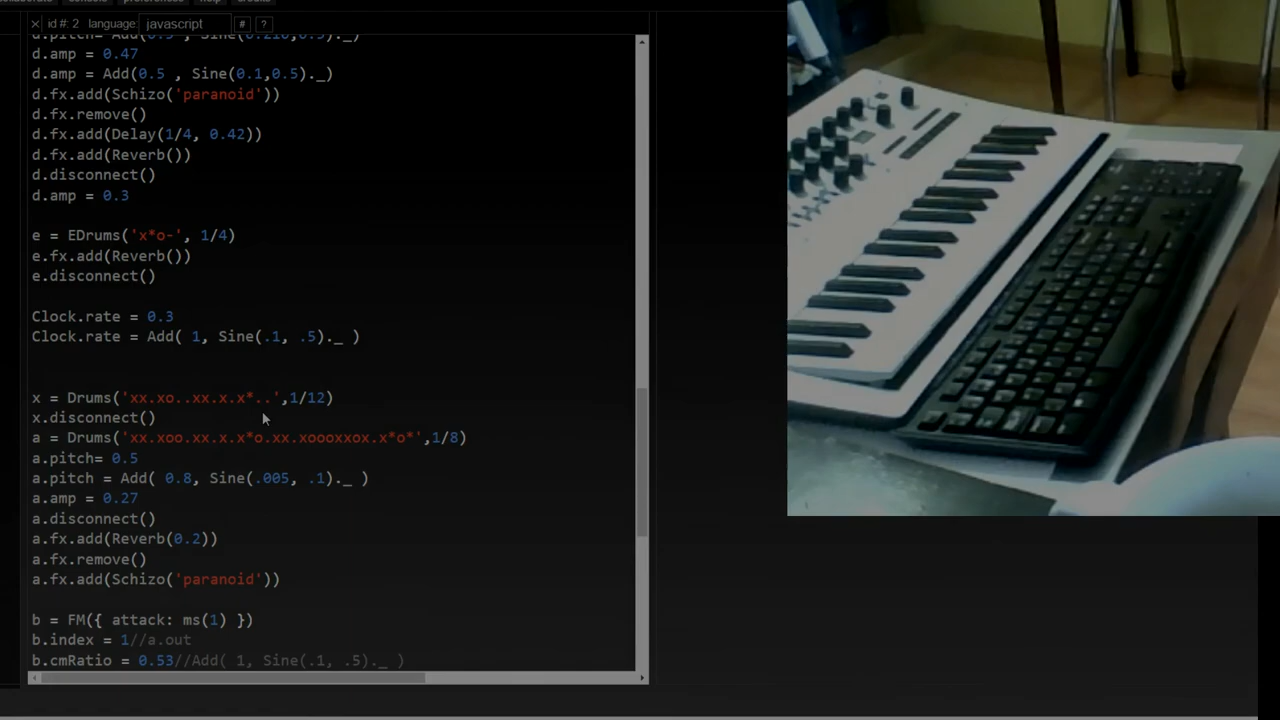 collaborate console preferences help credits
id #: 2 language: javascript # ?
d.amp = 0.47
d.amp = Add(0.5 , Sine(0.1,0.5)._)
d.fx.add(Schizo('paranoid'))
d.fx.remove()
d.fx.add(Delay(1/4, 0.42))
d.fx.add(Reverb())
d.disconnect()
d.amp = 0.3
e = EDrums('x*o-', 1/4)
e.fx.add(Reverb())
e.disconnect()
Clock.rate = 0.3
Clock.rate = Add( 1, Sine(.1, .5)._ )
x = Drums('xx.xo..xx.x.x*..',1/12)
x.disconnect()
a = Drums('xx.xoo.xx.x.x*o.xx.xoooxxox.x*o*',1/8)
a.pitch= 0.5
a.pitch = Add( 0.8, Sine(.005, .1)._ )
a.amp = 0.27
a.disconnect()
a.fx.add(Reverb(0.2))
a.fx.remove()
a.fx.add(Schizo('paranoid'))
b = FM({ attack: ms(1) })
b.index = 1//a.out
b.cmRatio = 0.53//Add( 1, Sine(.1, .5)._ )